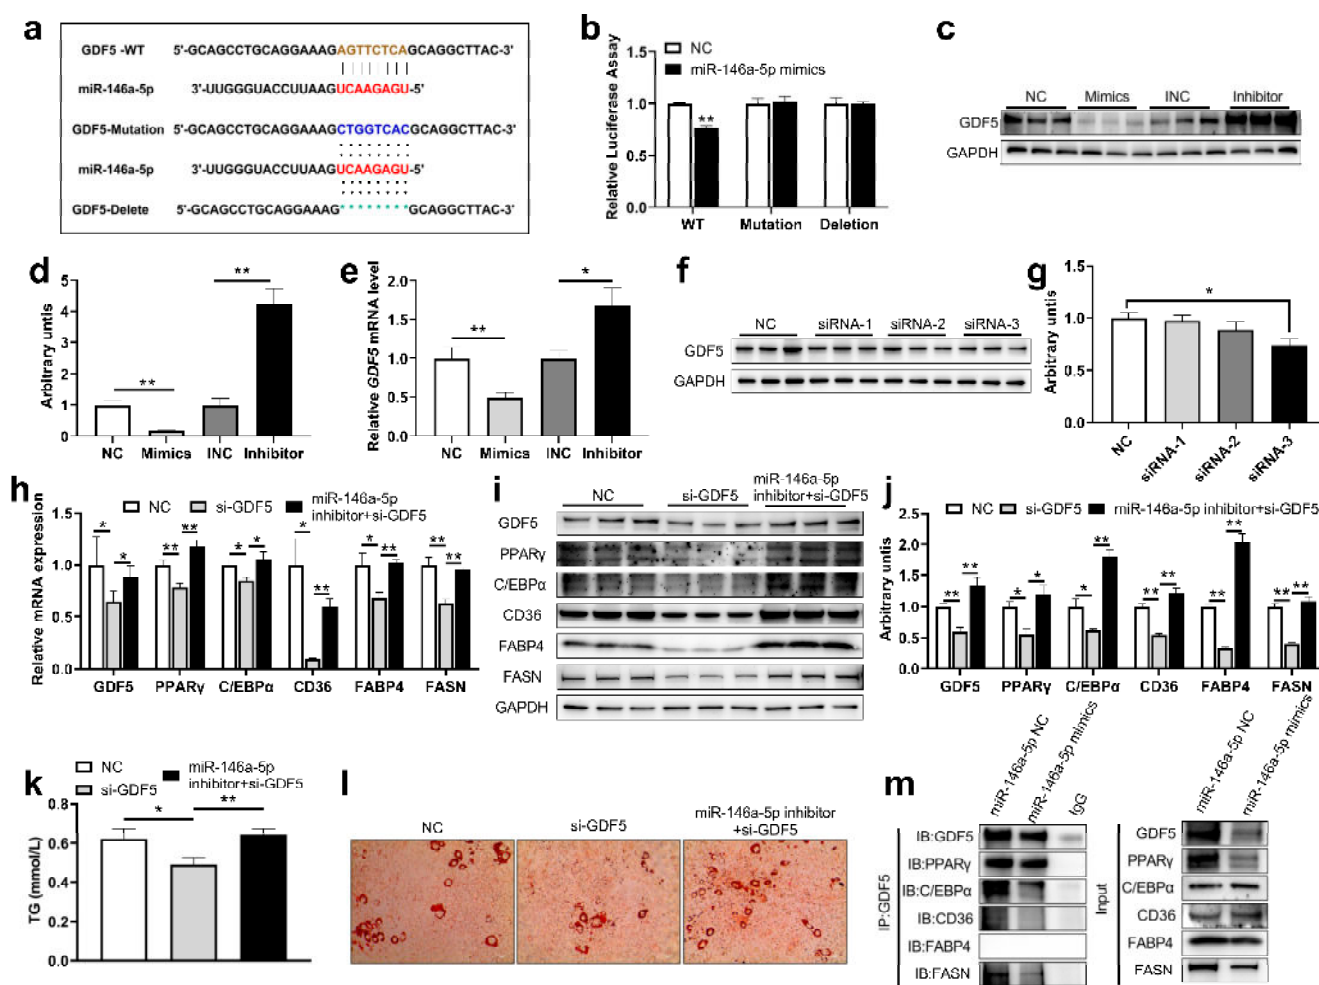 a
GDF5 -WT 5'-GCAGCCTGCAGGAAAGAGTTCTCAGCAGGCTTAC-3'
miR-146a-5p 3'-UUGGGUACCUUAAGUCAAGAGU-5'
GDF5-Mutation 5'-GCAGCCTGCAGGAAAGCTGGTCACGCAGGCTTAC-3'
miR-146a-5p 3'-UUGGGUACCUUAAGUCAAGAGU-5'
GDF5-Delete 5'-GCAGCCTGCAGGAAAG********GCAGGCTTAC-3'
b
NC
miR-146a-5p mimics
Relative Luciferase Assay
2.0
1.5
1.0
0.5
0.0
**
WT Mutation Deletion
c
NC Mimics INC Inhibitor
GDF5
GAPDH
d
Arbitrary untis
5
4
3
2
1
0
** **
NC Mimics INC Inhibitor
e
Relative GDF5 mRNA level
2.0
1.5
1.0
0.5
0.0
** *
NC Mimics INC Inhibitor
f
NC siRNA-1 siRNA-2 siRNA-3
GDF5
GAPDH
g
Arbitrary untis
1.5
1.0
0.5
0.0
*
NC siRNA-1 siRNA-2 siRNA-3
h
NC si-GDF5 miR-146a-5p
inhibitor+si-GDF5
Relative mRNA expression
1.5
1.0
0.5
0.0
* * ** ** * * * ** * ** ** **
GDF5 PPARγ C/EBPα CD36 FABP4 FASN
i
NC si-GDF5 miR-146a-5p
inhibitor+si-GDF5
GDF5
PPARγ
C/EBPα
CD36
FABP4
FASN
GAPDH
j
NC si-GDF5 miR-146a-5p inhibitor+si-GDF5
Arbitrary untis
2.5
2.0
1.5
1.0
0.5
0.0
** ** * * * ** ** ** ** ** ** **
GDF5 PPARγ C/EBPα CD36 FABP4 FASN
k
NC
si-GDF5
miR-146a-5p
inhibitor+si-GDF5
TG (mmol/L)
0.8
0.6
0.4
0.2
0.0
* **
l
NC si-GDF5 miR-146a-5p inhibitor
+si-GDF5
m
miR-146a-5p NC miR-146a-5p mimics IgG
IP:GDF5
IB:GDF5
IB:PPARγ
IB:C/EBPα
IB:CD36
IB:FABP4
IB:FASN
miR-146a-5p NC miR-146a-5p mimics
Input
GDF5
PPARγ
C/EBPα
CD36
FABP4
FASN